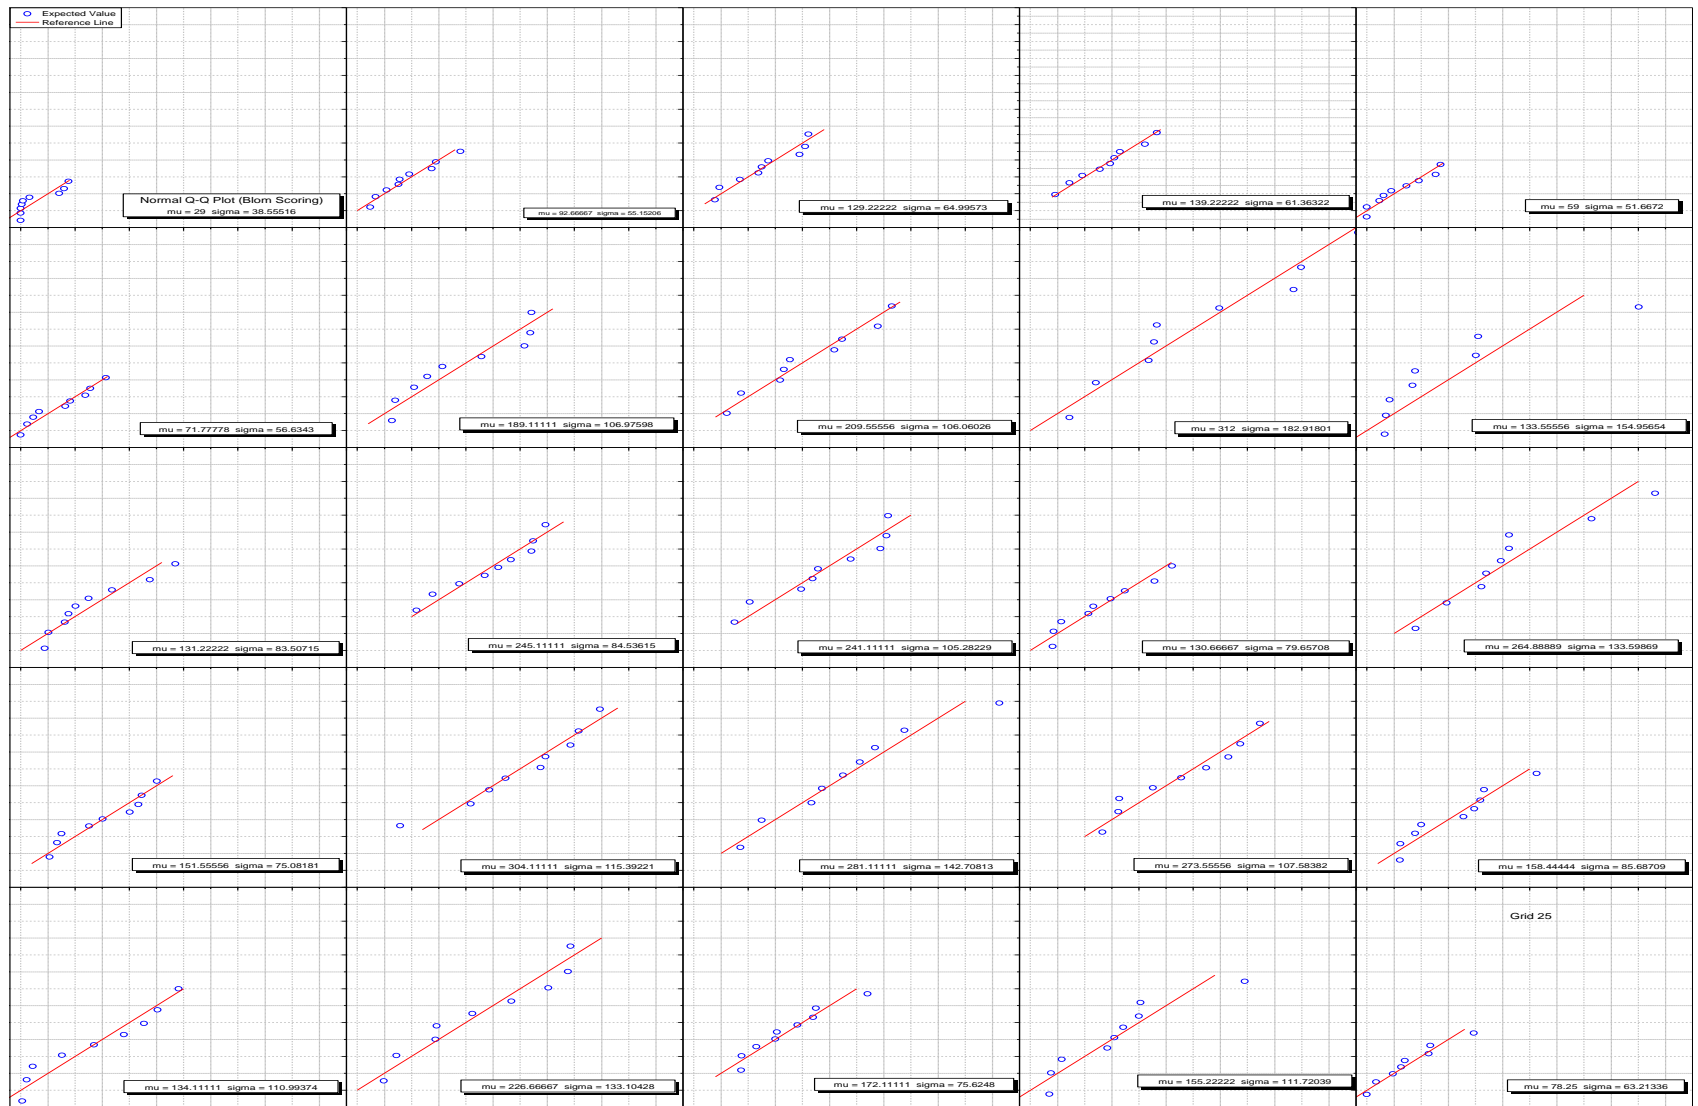 Expected Value
Reference Line
Normal Q-Q Plot (Blom Scoring)
mu = 29 sigma = 38.55516
mu = 92.66667 sigma = 55.15206
mu = 129.22222 sigma = 64.99573
mu = 139.22222 sigma = 61.36322
mu = 59 sigma = 51.6672
mu = 71.77778 sigma = 56.6343
mu = 189.11111 sigma = 106.97598
mu = 209.55556 sigma = 106.06026
mu = 312 sigma = 182.91801
mu = 133.55556 sigma = 154.95654
mu = 131.22222 sigma = 83.50715
mu = 245.11111 sigma = 84.53615
mu = 241.11111 sigma = 105.28229
mu = 130.66667 sigma = 79.65708
mu = 264.88889 sigma = 133.59869
mu = 151.55556 sigma = 75.08181
mu = 304.11111 sigma = 115.39221
mu = 281.11111 sigma = 142.70813
mu = 273.55556 sigma = 107.58382
mu = 158.44444 sigma = 85.68709
Grid 25
mu = 134.11111 sigma = 110.99374
mu = 226.66667 sigma = 133.10428
mu = 172.11111 sigma = 75.6248
mu = 155.22222 sigma = 111.72039
mu = 78.25 sigma = 63.21336